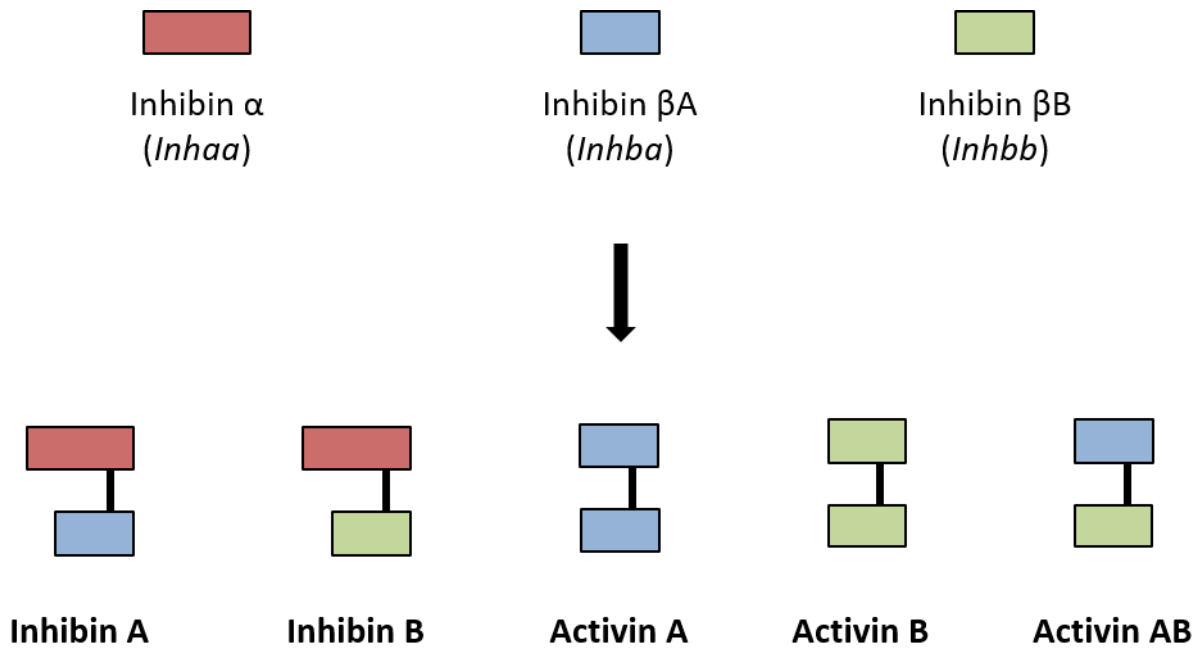 Inhibin α
(Inhaa)
Inhibin βA
(Inhba)
Inhibin βB
(Inhbb)
Inhibin A
Inhibin B
Activin A
Activin B
Activin AB